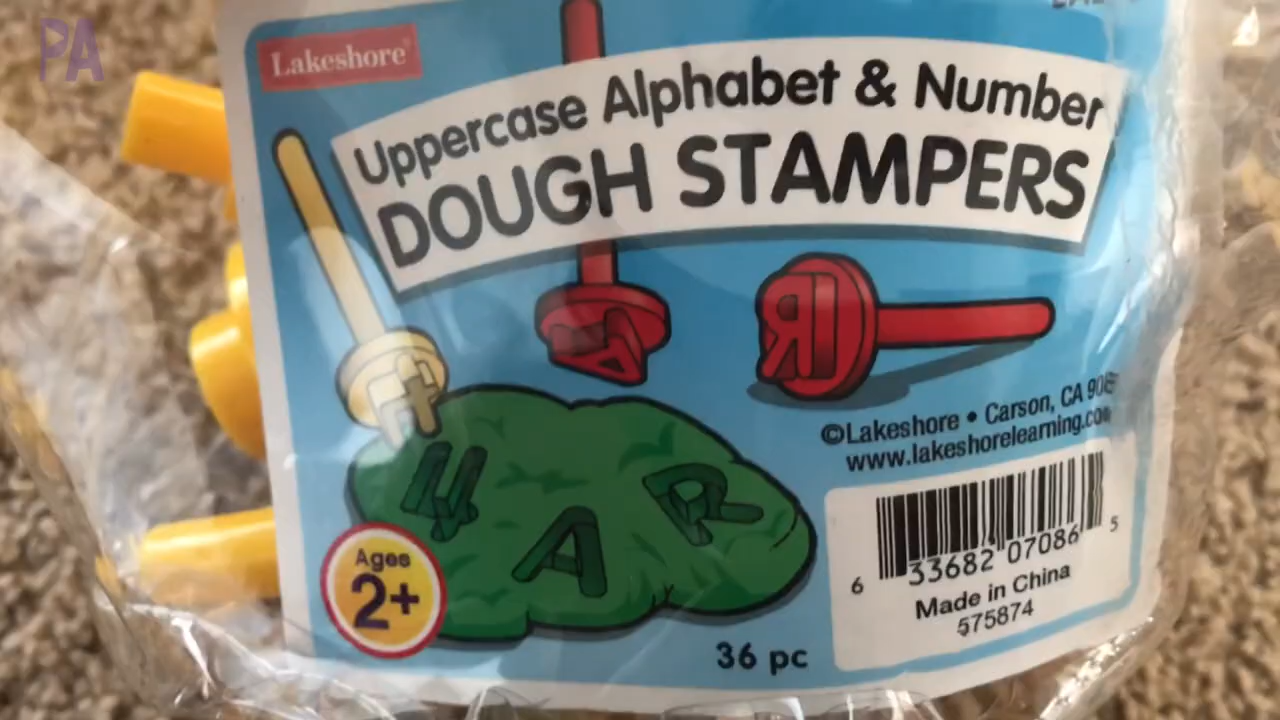 PA
Lakeshore
Uppercase Alphabet & Number
DOUGH STAMPERS
R
4 A R
©Lakeshore • Carson, CA
www.lakeshorelearning.com
Ages
2+
36 pc
6 33682 07086 5
Made in China
575874